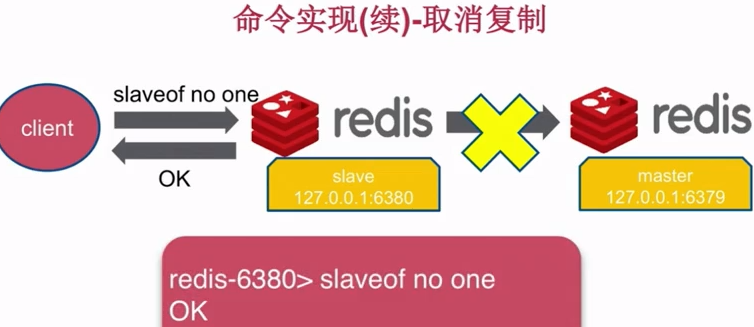 命令实现(续)-取消复制
slaveof no one
client
redis
redis
OK
slave
127.0.0.1:6380
master
127.0.0.1:6379
redis-6380> slaveof no one
OK